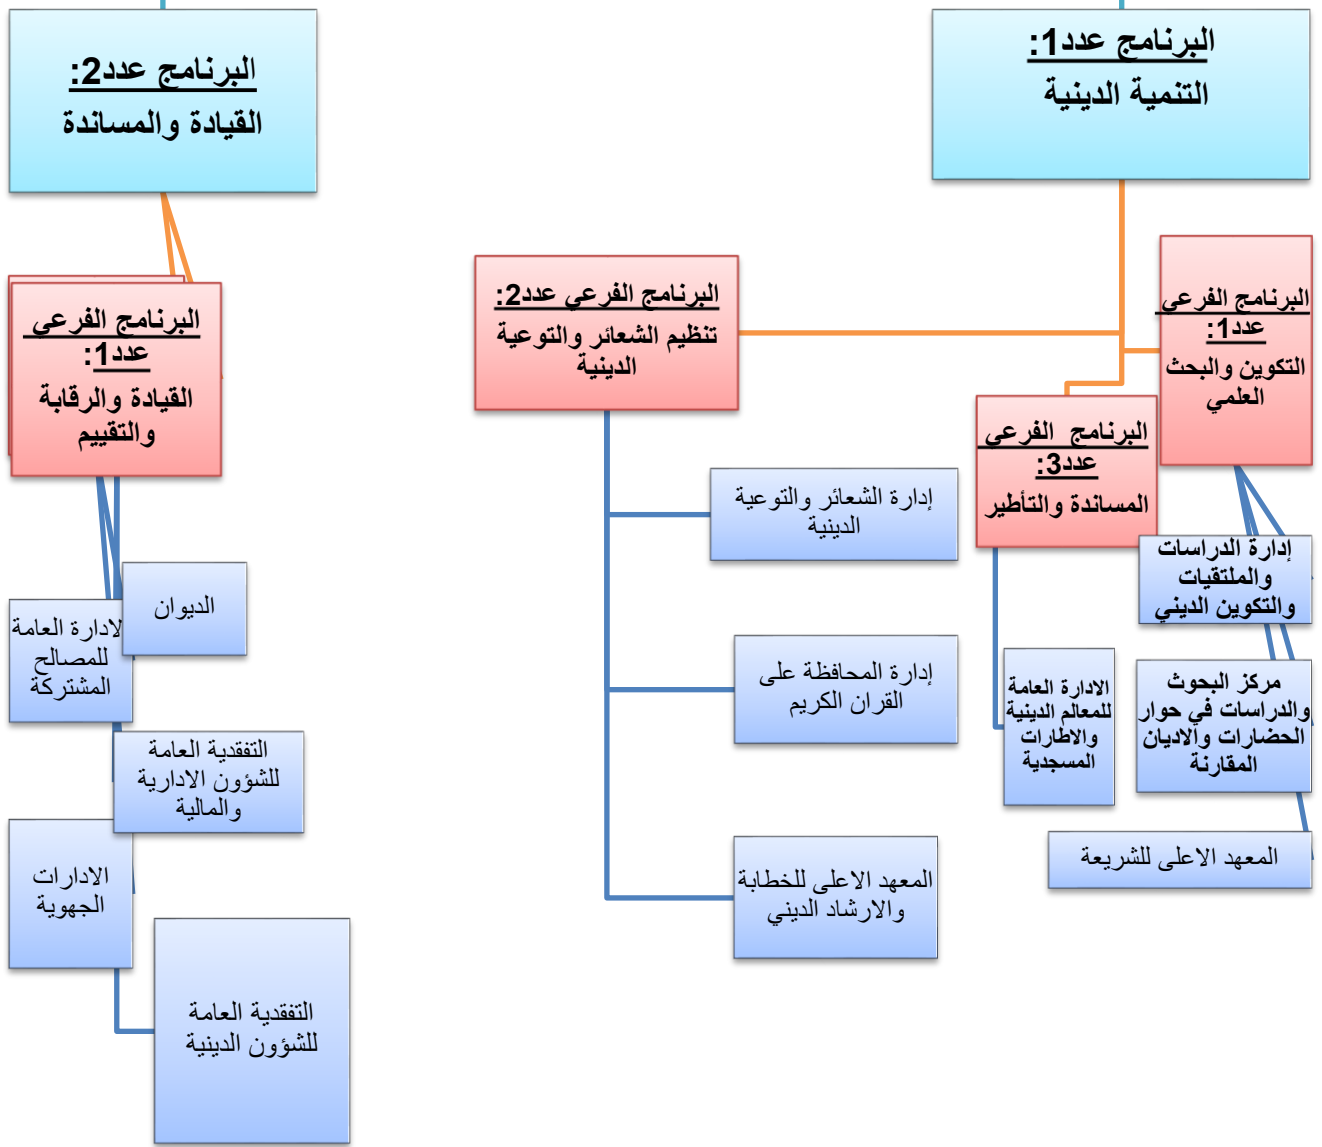 البرنامج عدد1:
التنمية الدينية
البرنامج عدد2:
القيادة والمساندة
البرنامج الفرعي
عدد1:
التكوين والبحث
العلمي
البرنامج الفرعي عدد2:
تنظيم الشعائر والتوعية
الدينية
البرنامج الفرعي
عدد3:
المساندة والتأطير
البرنامج الفرعي
عدد1:
القيادة والرقابة
والتقييم
إدارة الدراسات
والملتقيات
والتكوين الديني
مركز البحوث
والدراسات في حوار
الحضارات والاديان
المقارنة
المعهد الاعلى للشريعة
الادارة العامة
للمعالم الدينية
والاطارات
المسجدية
إدارة الشعائر والتوعية
الدينية
إدارة المحافظة على
القران الكريم
المعهد الاعلى للخطابة
والارشاد الديني
الديوان
الادارة العامة
للمصالح
المشتركة
التفقدية العامة
للشؤون الادارية
والمالية
الادارات
الجهوية
التفقدية العامة
للشؤون الدينية